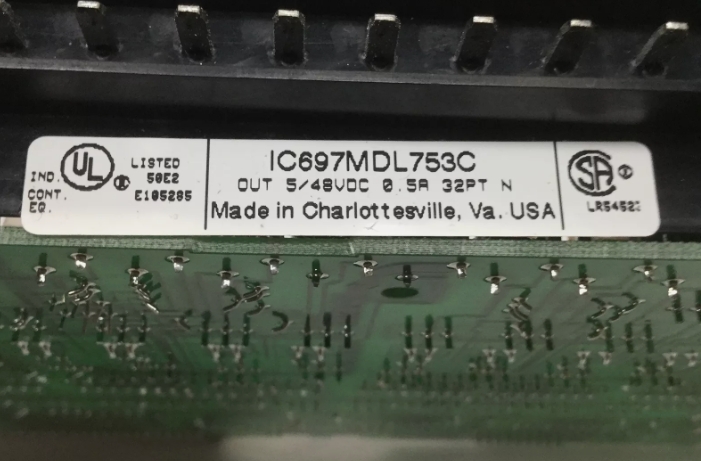 UL
R
LISTED
50E2
E105285
IND.
CONT.
EQ.
IC697MDL753C
OUT 5/48VDC 0.5A 32PT N
Made in Charlottesville, Va. USA
SA
R